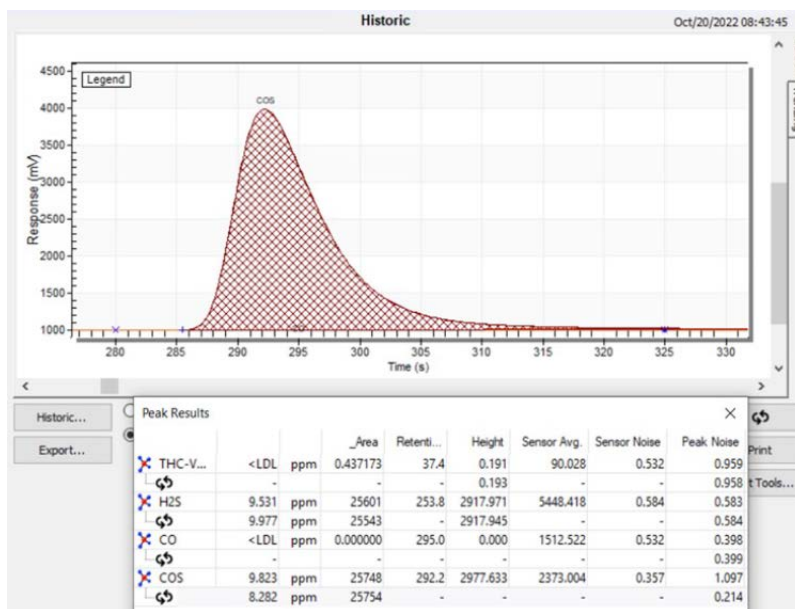 Historic
Oct/20/2022 08:43:45
Legend
COS
4500
4000
3500
3000
2500
2000
1500
1000
Response (mV)
280 285 290 295 300 305 310 315 320 325 330
Time (s)
Historic...
Export...
Print
t Tools...
Peak Results
_Area Retenti... Height Sensor Avg. Sensor Noise Peak Noise
THC-V... <LDL ppm 0.437173 37.4 0.191 90.028 0.532 0.959
- - - 0.193 - - 0.958
H2S 9.531 ppm 25601 253.8 2917.971 5448.418 0.584 0.583
9.977 ppm 25543 - 2917.945 - - 0.584
CO <LDL ppm 0.000000 295.0 0.000 1512.522 0.532 0.398
- - - - - - 0.399
COS 9.823 ppm 25748 292.2 2977.633 2373.004 0.357 1.097
8.282 ppm 25754 - - - - 0.214